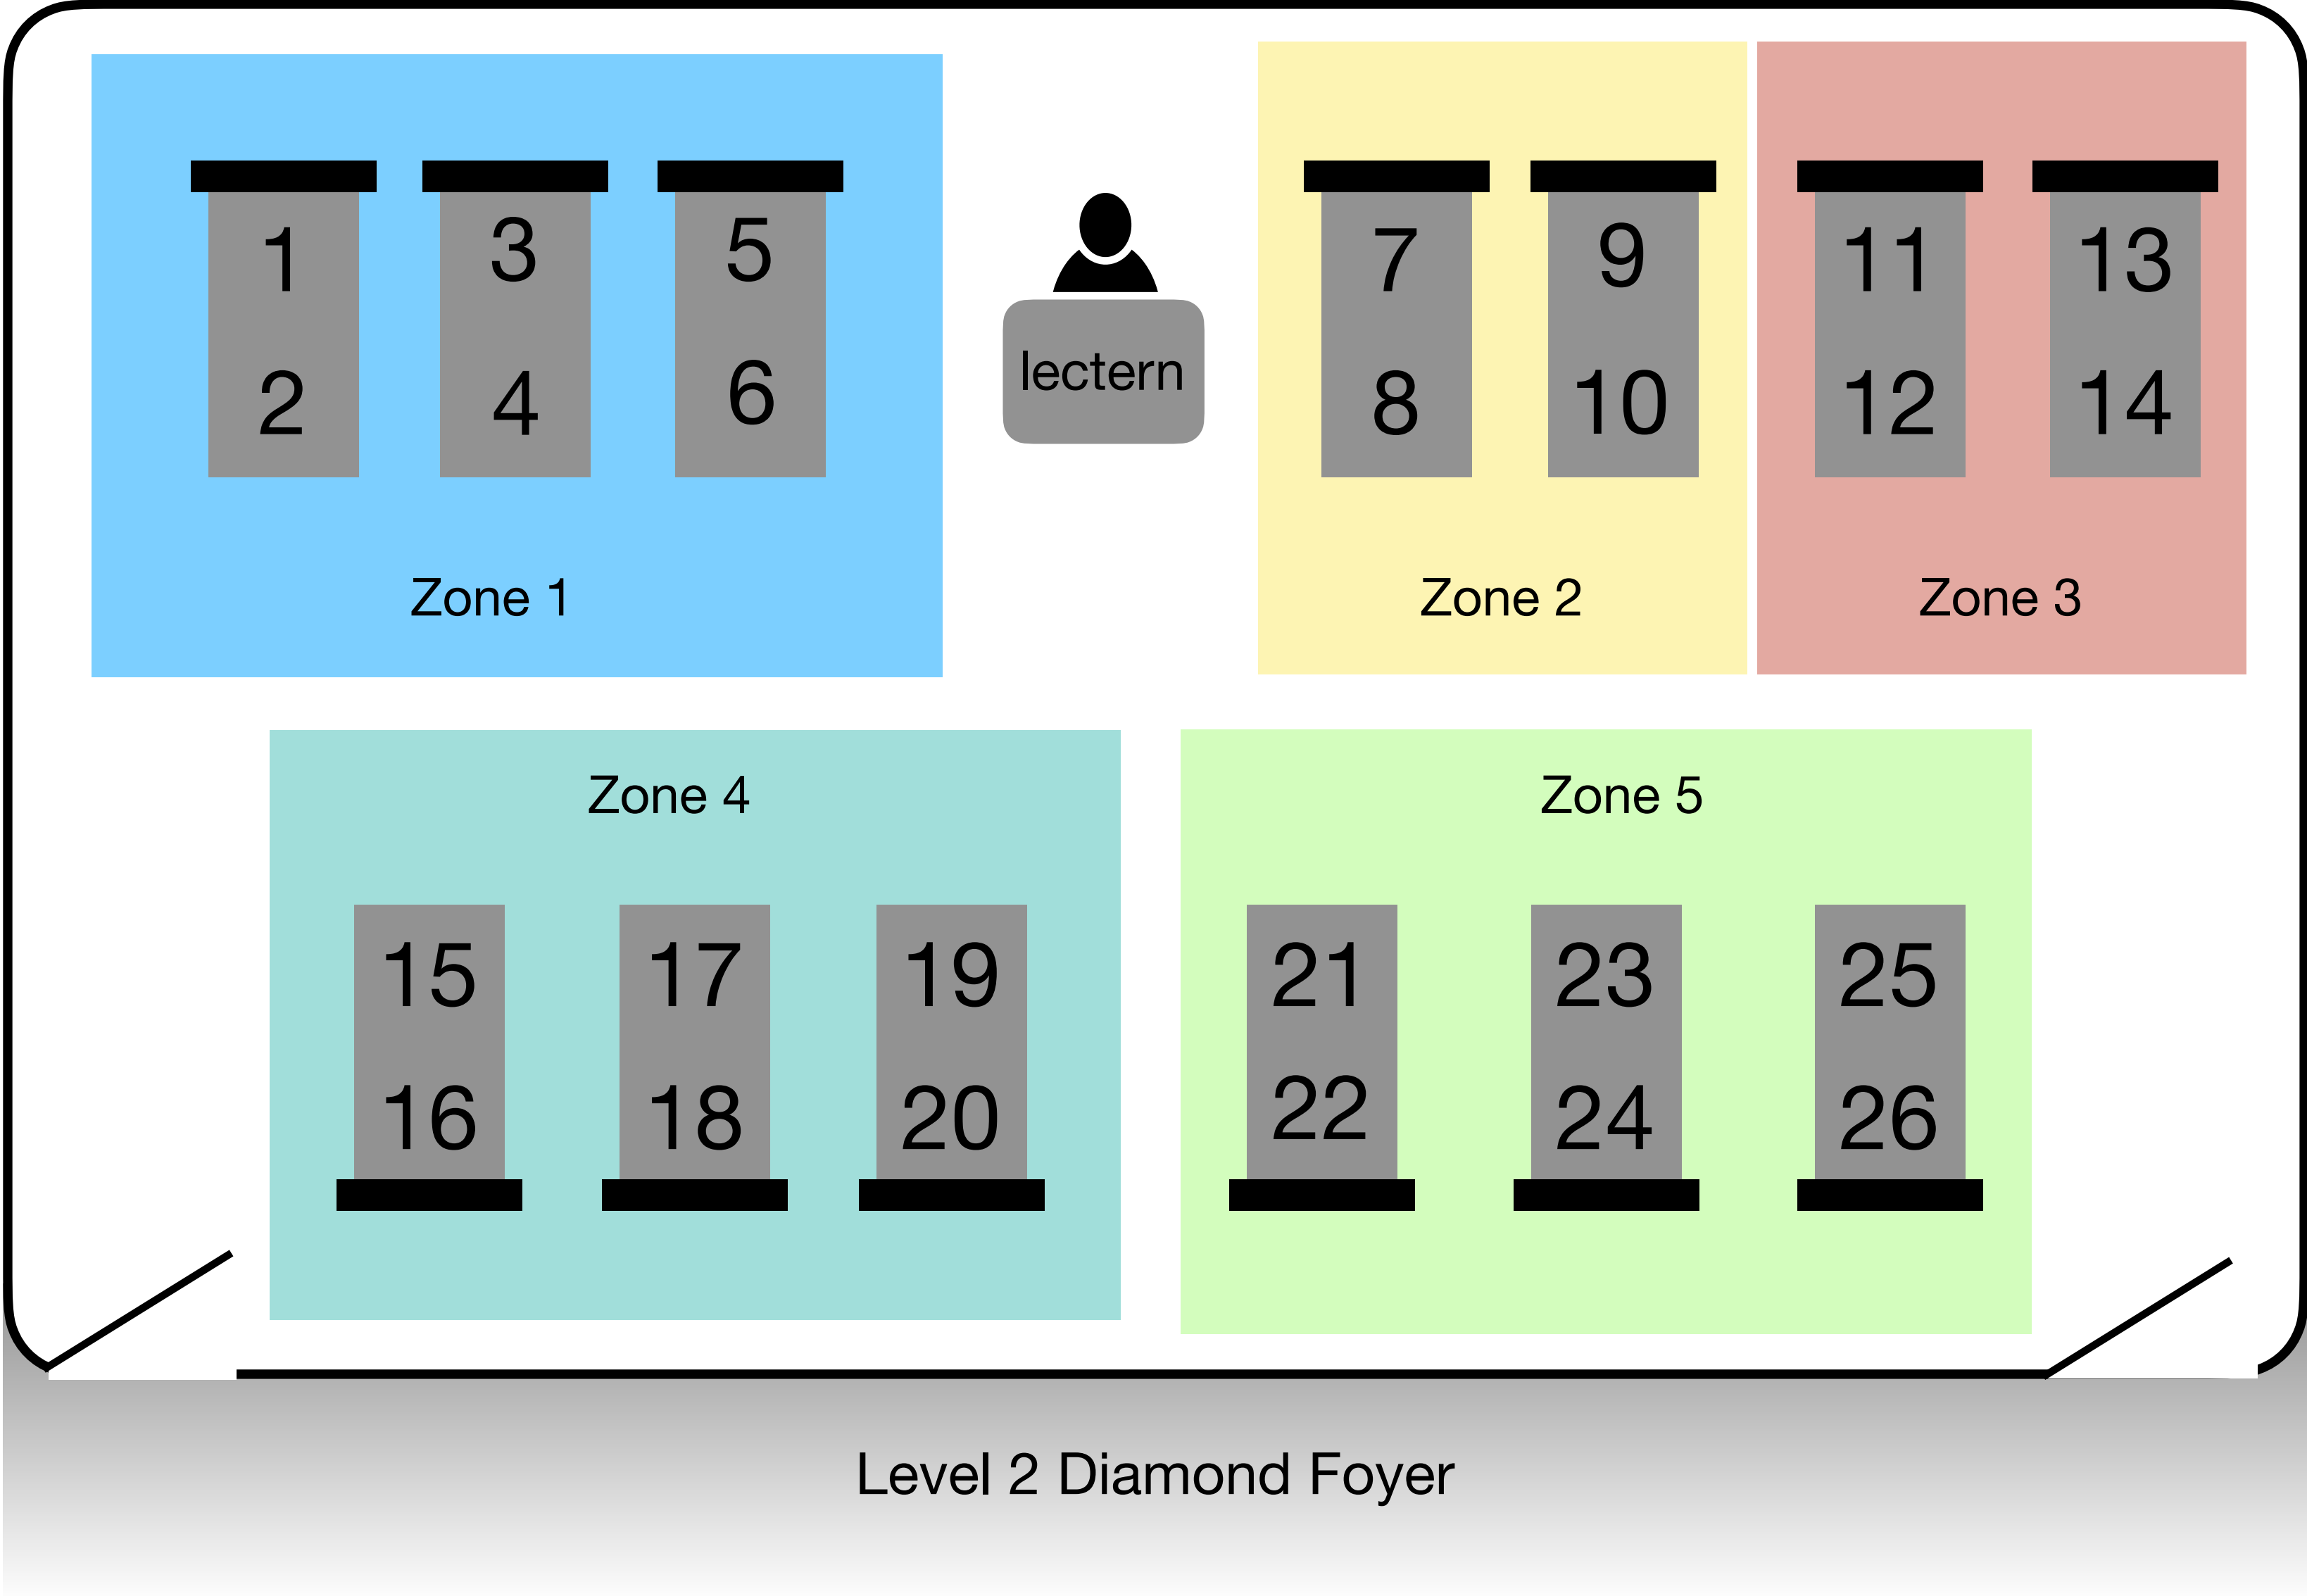 1 3 5
2 4 6
Zone 1
lectern
7 9
8 10
Zone 2
11 13
12 14
Zone 3
Zone 4
15 17 19
16 18 20
Zone 5
21 23 25
22 24 26
Level 2 Diamond Foyer